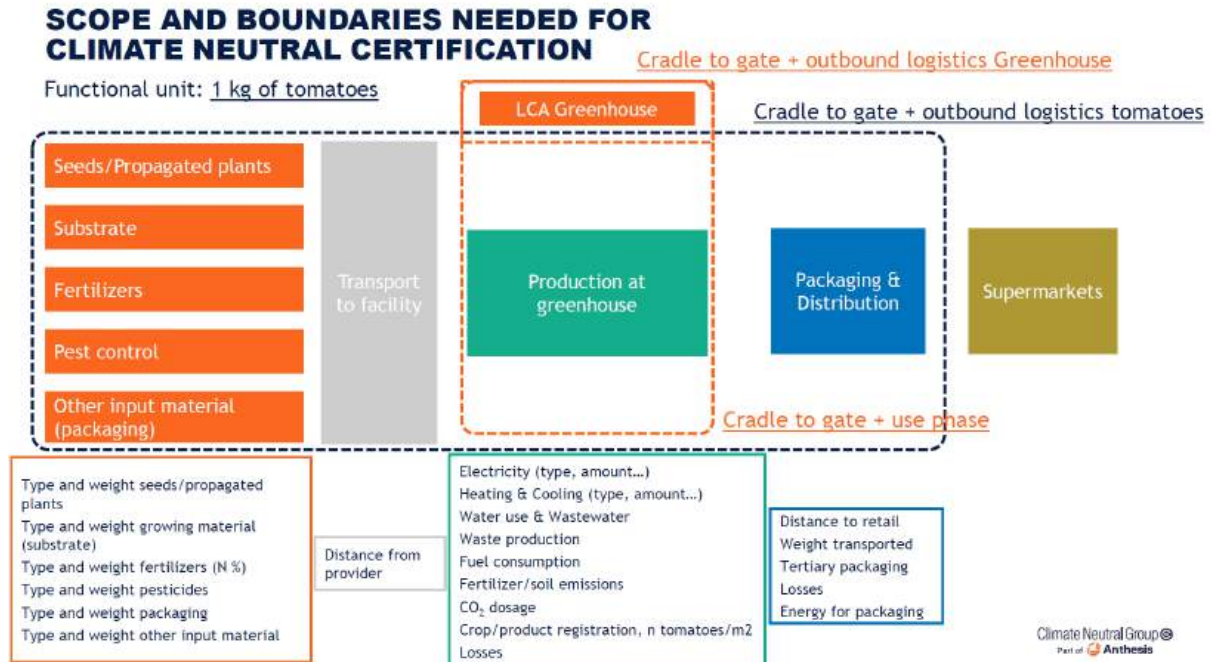 SCOPE AND BOUNDARIES NEEDED FOR
CLIMATE NEUTRAL CERTIFICATION
Cradle to gate + outbound logistics Greenhouse
Functional unit: 1 kg of tomatoes
LCA Greenhouse
Cradle to gate + outbound logistics tomatoes
Seeds/Propagated plants
Substrate
Fertilizers
Pest control
Other input material
(packaging)
Transport
to facility
Production at
greenhouse
Packaging &
Distribution
Supermarkets
Cradle to gate + use phase
Type and weight seeds/propagated
plants
Type and weight growing material
(substrate)
Type and weight fertilizers (N %)
Type and weight pesticides
Type and weight packaging
Type and weight other input material
Distance from
provider
Electricity (type, amount...)
Heating & Cooling (type, amount...)
Water use & Wastewater
Waste production
Fuel consumption
Fertilizer/soil emissions
CO₂ dosage
Crop/product registration, n tomatoes/m2
Losses
Distance to retail
Weight transported
Tertiary packaging
Losses
Energy for packaging
Climate Neutral Group
Part of Anthesis